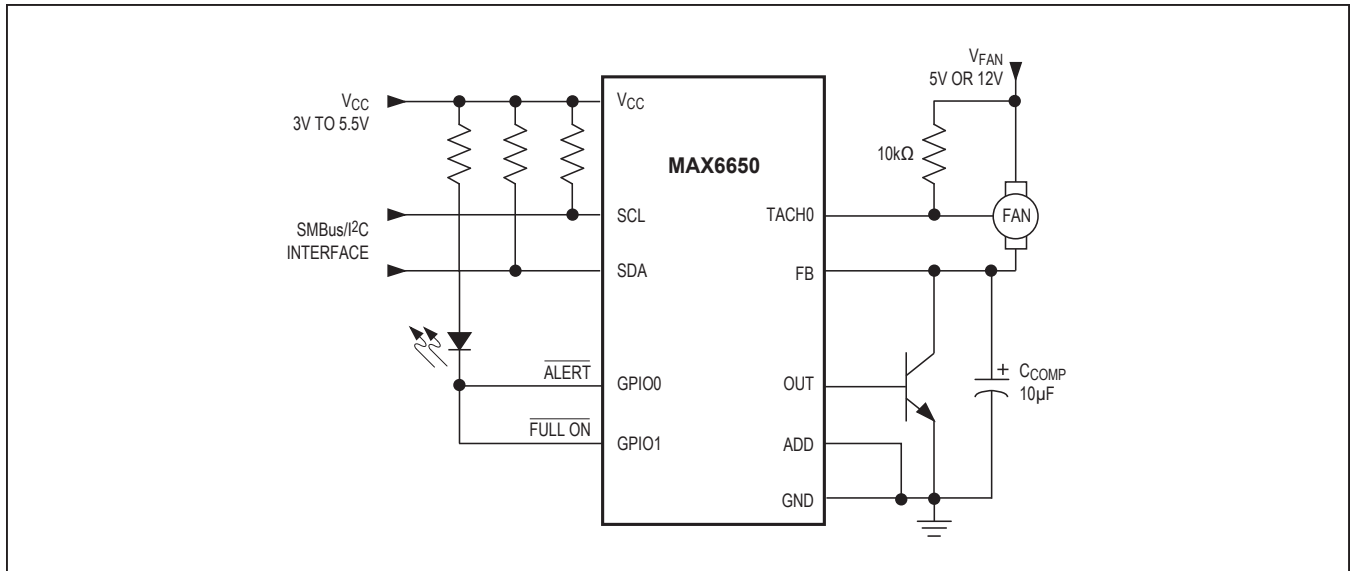 VCC
3V TO 5.5V
SMBus/I2C
INTERFACE
VCC
MAX6650
SCL
SDA
ALERT
GPIO0
FULL ON
GPIO1
TACH0
FB
OUT
ADD
GND
VFAN
5V OR 12V
10kΩ
FAN
+ CCOMP
10µF